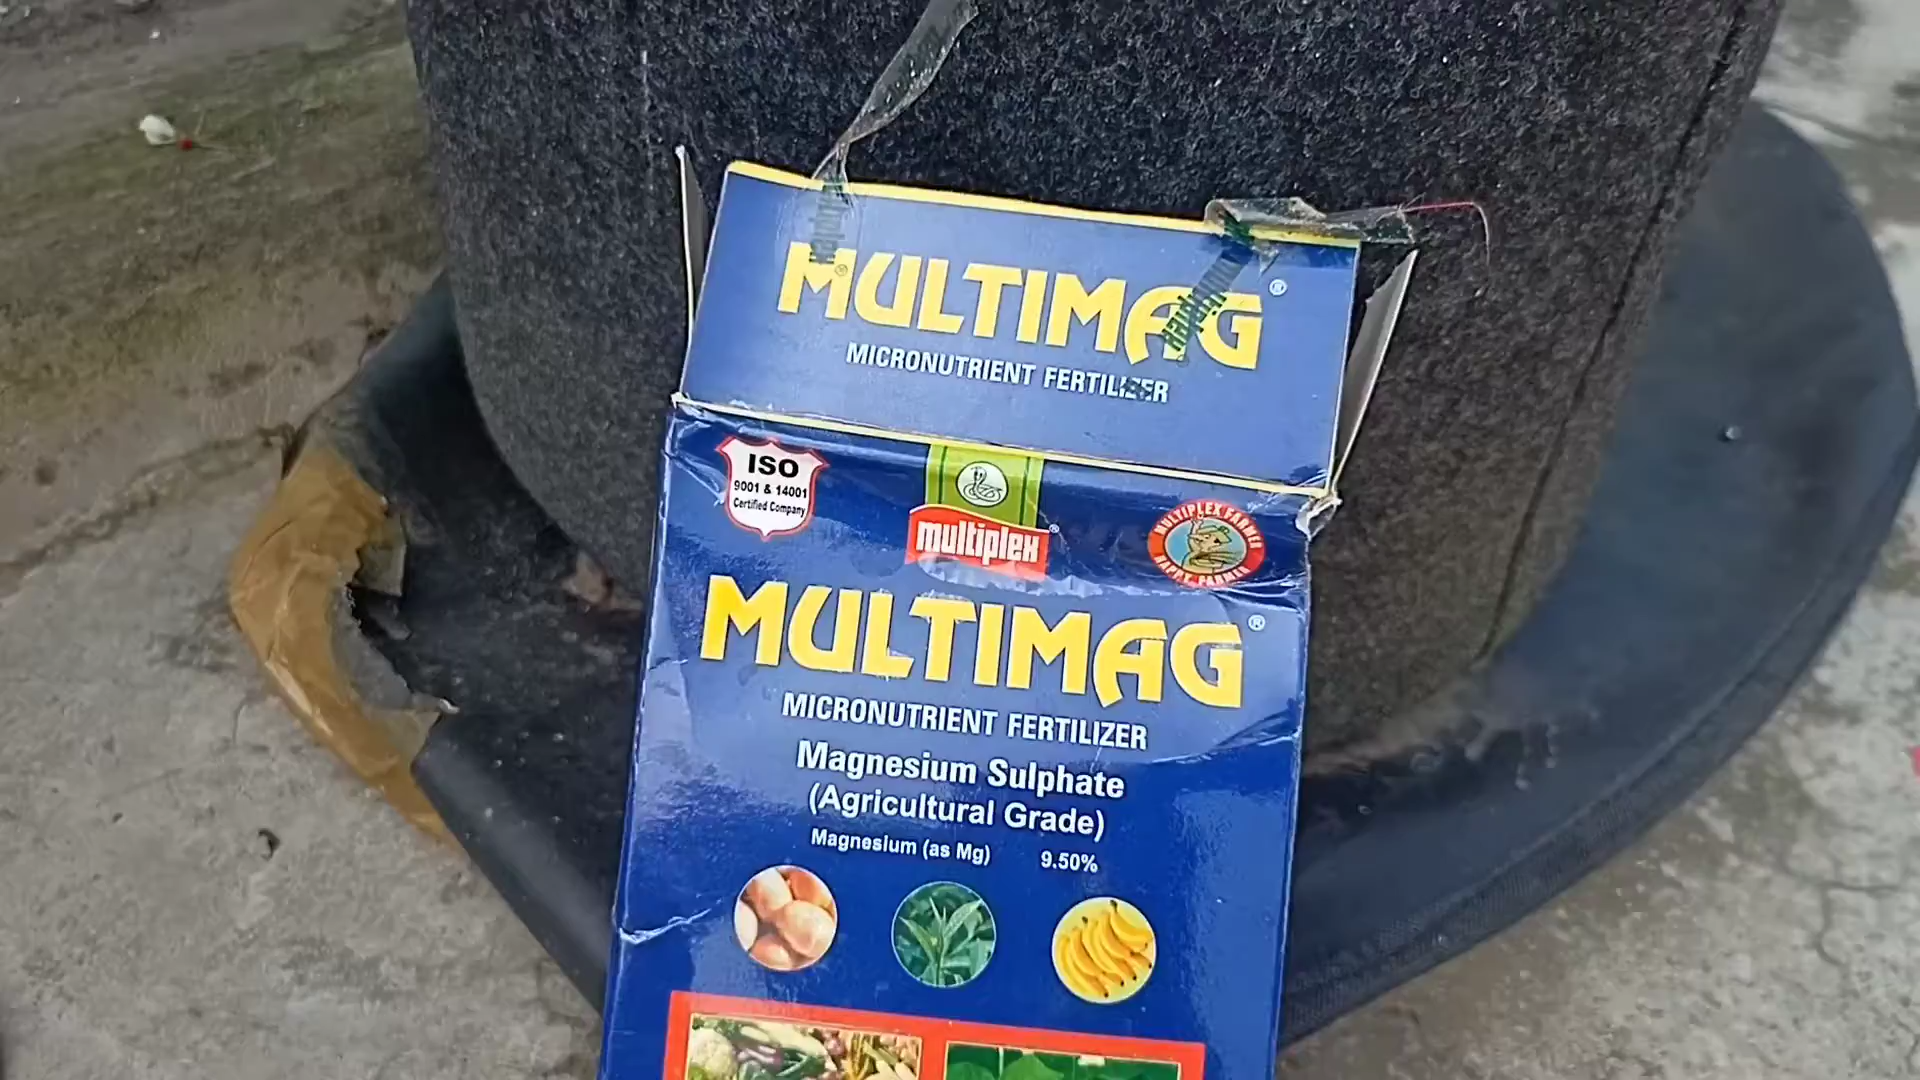 MULTIMAG®
MICRONUTRIENT FERTILIZER
ISO
9001 & 14001
Certified Company
multiplex®
MULTIPLEX FARMER
HAPPY FARMER
MULTIMAG®
MICRONUTRIENT FERTILIZER
Magnesium Sulphate
(Agricultural Grade)
Magnesium (as Mg) 9.50%